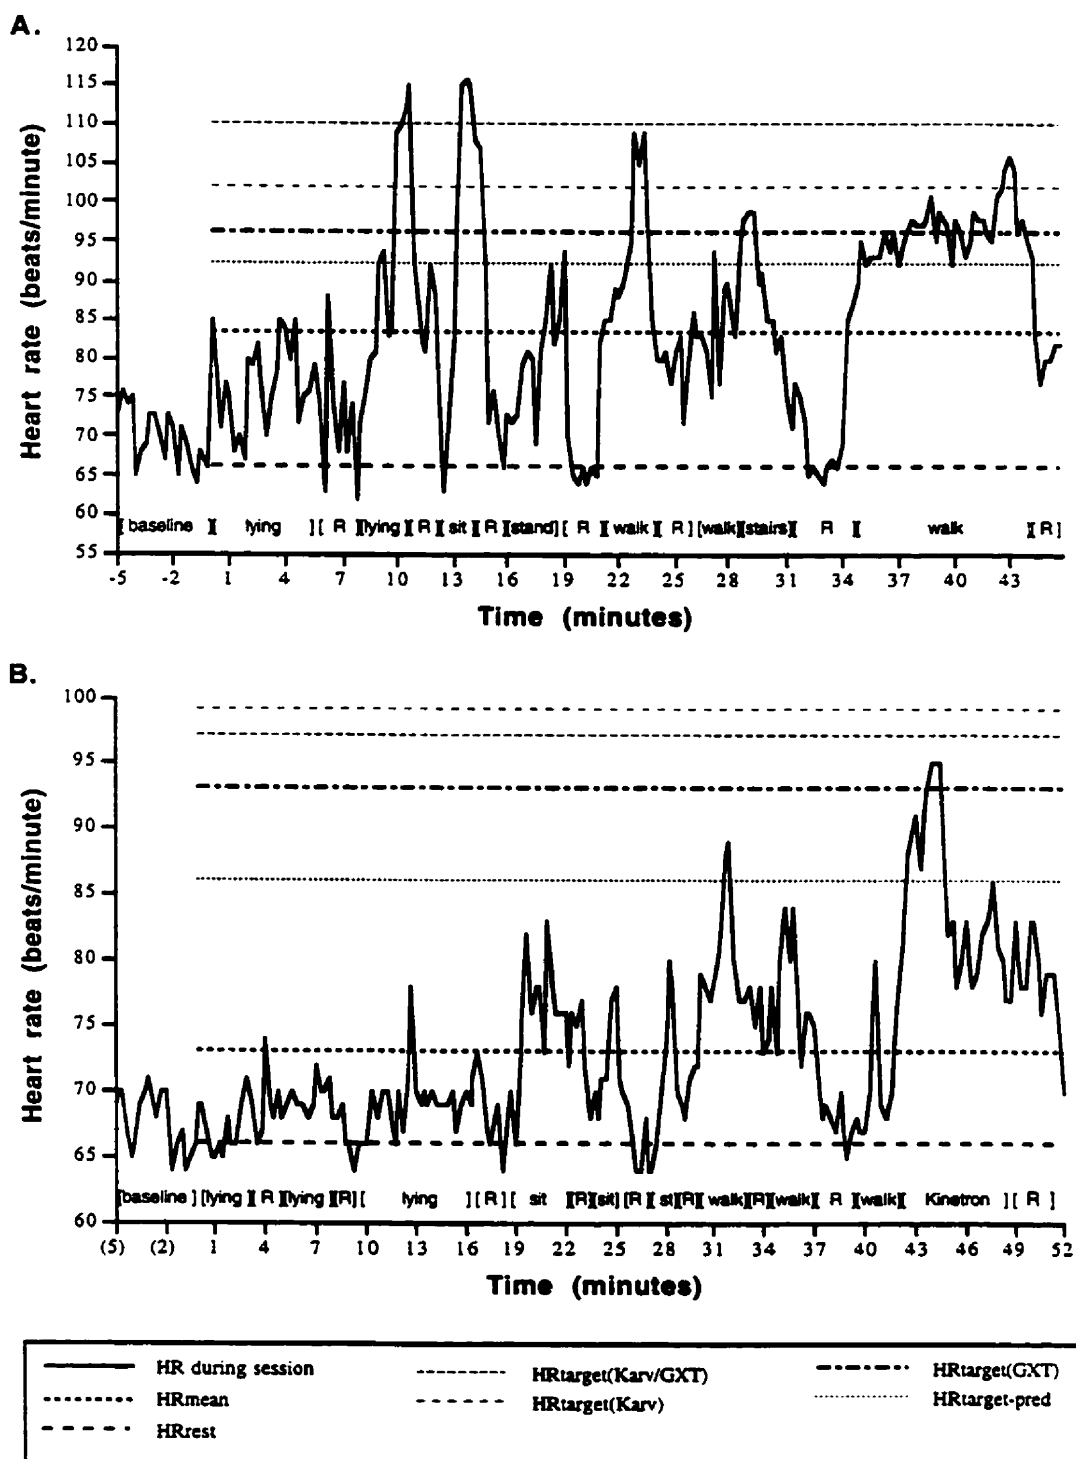 A.
120
115
110
105
100
95
90
85
80
75
70
65
60
55
Heart rate (beats/minute)
[ baseline ][ lying ] [ R ][lying ][ R ][ sit ][ R ][stand] [ R ][ walk ][ R ] [walk][stairs][ R ][ walk ][ R ]
-5 -2 1 4 7 10 13 16 19 22 25 28 31 34 37 40 43
Time (minutes)
B.
100
95
90
85
80
75
70
65
60
Heart rate (beats/minute)
[baseline ] [lying ][ R ][lying ][R] [ lying ] [ R ] [ sit ][R][sit] [R ][ st][R][ walk][R][walk][ R ][walk][ Kinetron ] [ R ]
(5) (2) 1 4 7 10 13 16 19 22 25 28 31 34 37 40 43 46 49 52
Time (minutes)
HR during session HRtarget(Karv/GXT) HRtarget(GXT)
HRmean HRtarget(Karv) HRtarget-pred
HRrest